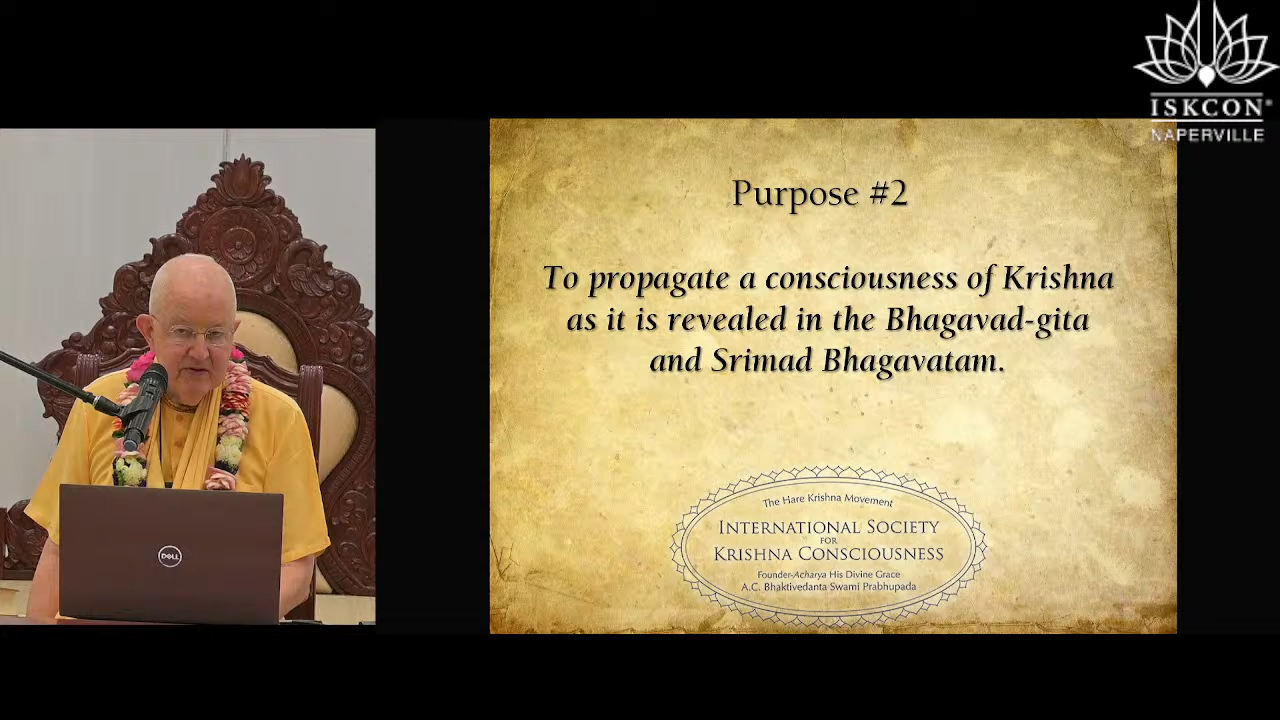 ISKCON®
NAPERVILLE
Purpose #2
To propagate a consciousness of Krishna
as it is revealed in the Bhagavad-gita
and Srimad Bhagavatam.
The Hare Krishna Movement
INTERNATIONAL SOCIETY
FOR
KRISHNA CONSCIOUSNESS
Founder-Acharya His Divine Grace
A.C. Bhaktivedanta Swami Prabhupada
DELL